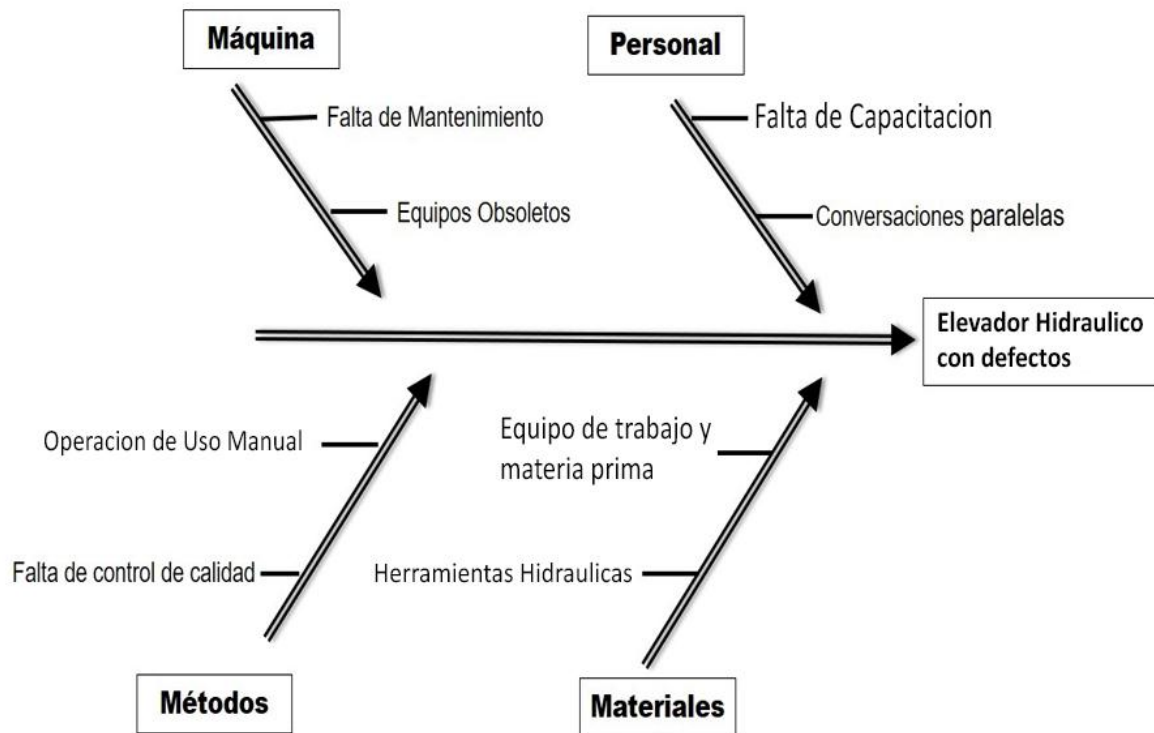 Máquina
Personal
Falta de Mantenimiento
Falta de Capacitacion
Equipos Obsoletos
Conversaciones paralelas
Elevador Hidraulico
con defectos
Operacion de Uso Manual
Equipo de trabajo y
materia prima
Falta de control de calidad
Herramientas Hidraulicas
Métodos
Materiales